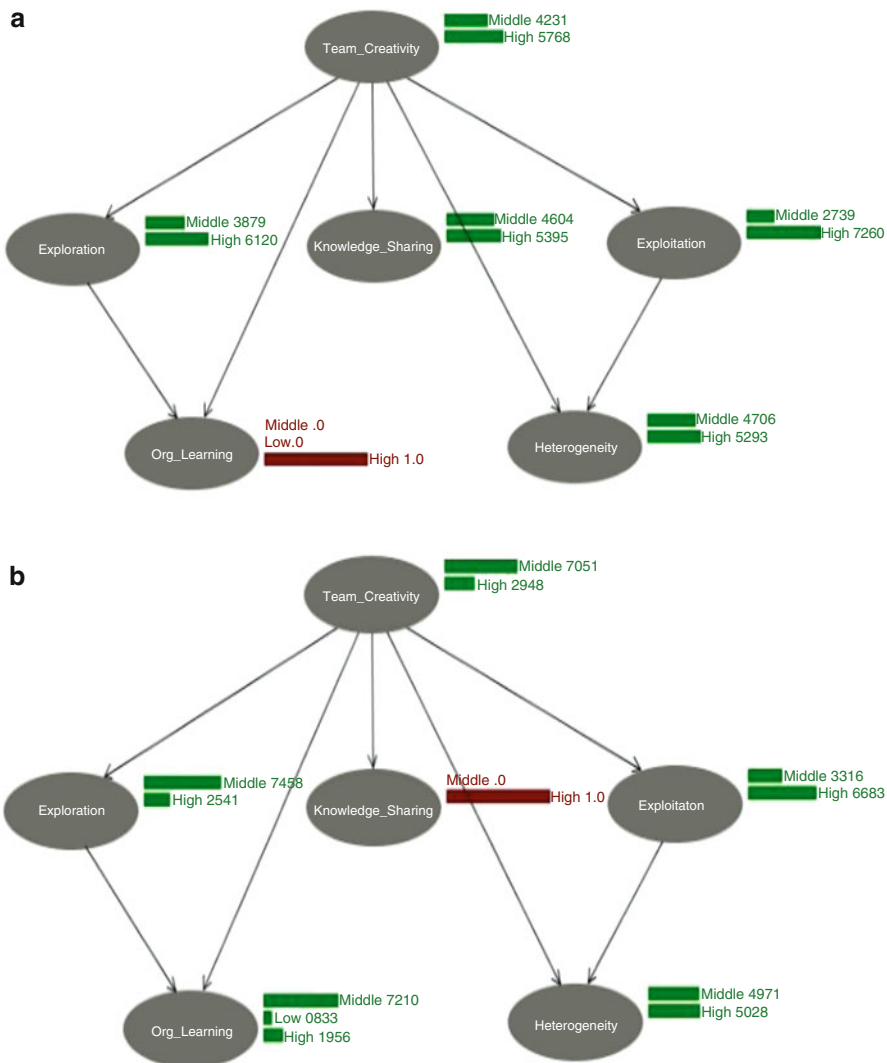 a
Team_Creativity
Middle 4231
High 5768
Exploration
Middle 3879
High 6120
Knowledge_Sharing
Middle 4604
High 5395
Exploitation
Middle 2739
High 7260
Org_Learning
Middle .0
Low.0
High 1.0
Heterogeneity
Middle 4706
High 5293
b
Team_Creativity
Middle 7051
High 2948
Exploration
Middle 7458
High 2541
Knowledge_Sharing
Middle .0
High 1.0
Exploitaton
Middle 3316
High 6683
Org_Learning
Middle 7210
Low 0833
High 1956
Heterogeneity
Middle 4971
High 5028